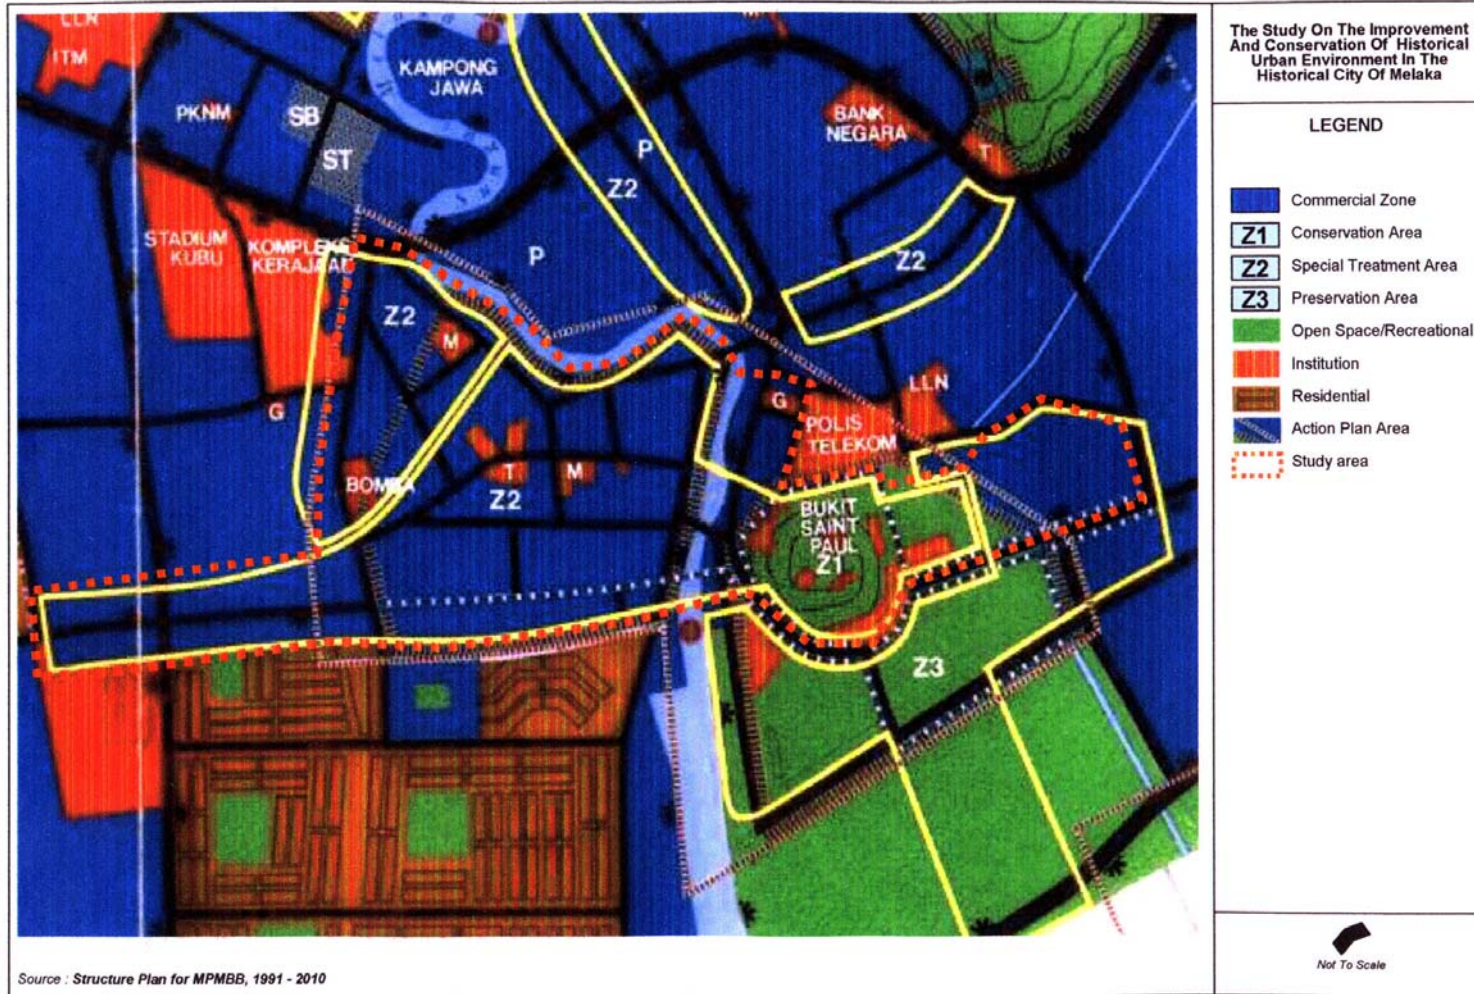 LLN
ITM
KAMPONG
JAWA
PKNM
SB
ST
P
Z2
BANK
NEGARA
T
STADIUM
KUBU
KOMPLEKS
KERAJAAN
P
Z2
Z2
M
G
G
LLN
POLIS
TELEKOM
BOMBA
T
M
Z2
BUKIT
SAINT
PAUL
Z1
Z3
Source : Structure Plan for MPMBB, 1991 - 2010
The Study On The Improvement
And Conservation Of Historical
Urban Environment In The
Historical City Of Melaka
LEGEND
Commercial Zone
Z1 Conservation Area
Z2 Special Treatment Area
Z3 Preservation Area
Open Space/Recreational
Institution
Residential
Action Plan Area
Study area
Not To Scale